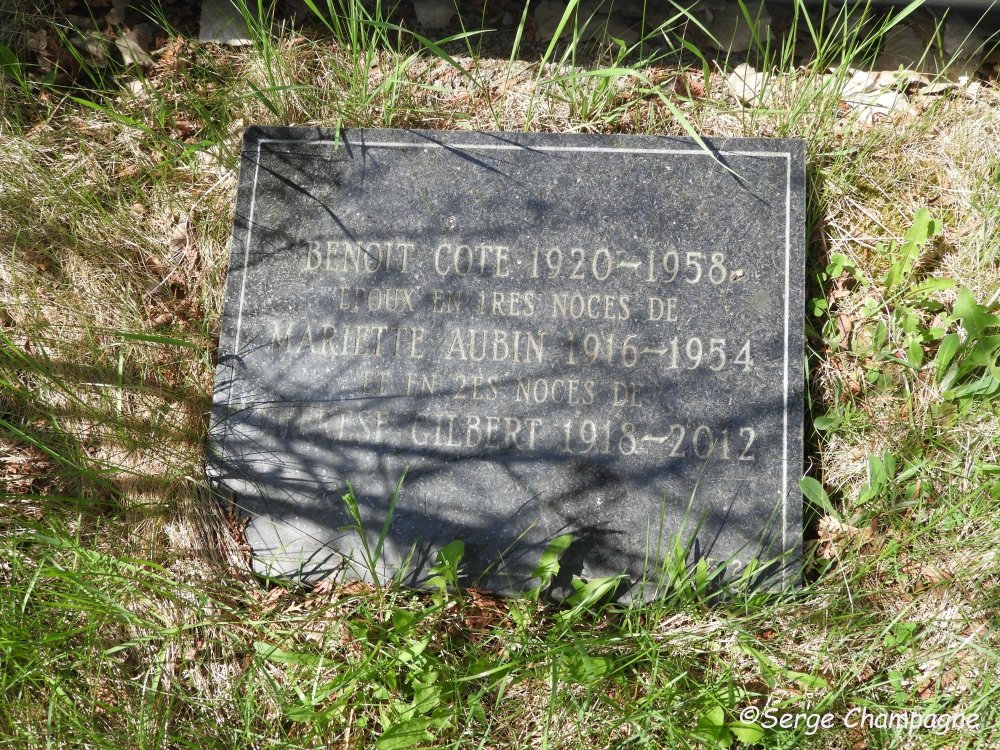 BENOIT COTE 1920–1958
EPOUX EN 1RES NOCES DE
MARIETTE AUBIN 1916–1954
ET EN 2ES NOCES DE
GILBERT 1918–2012
©Serge Champagne